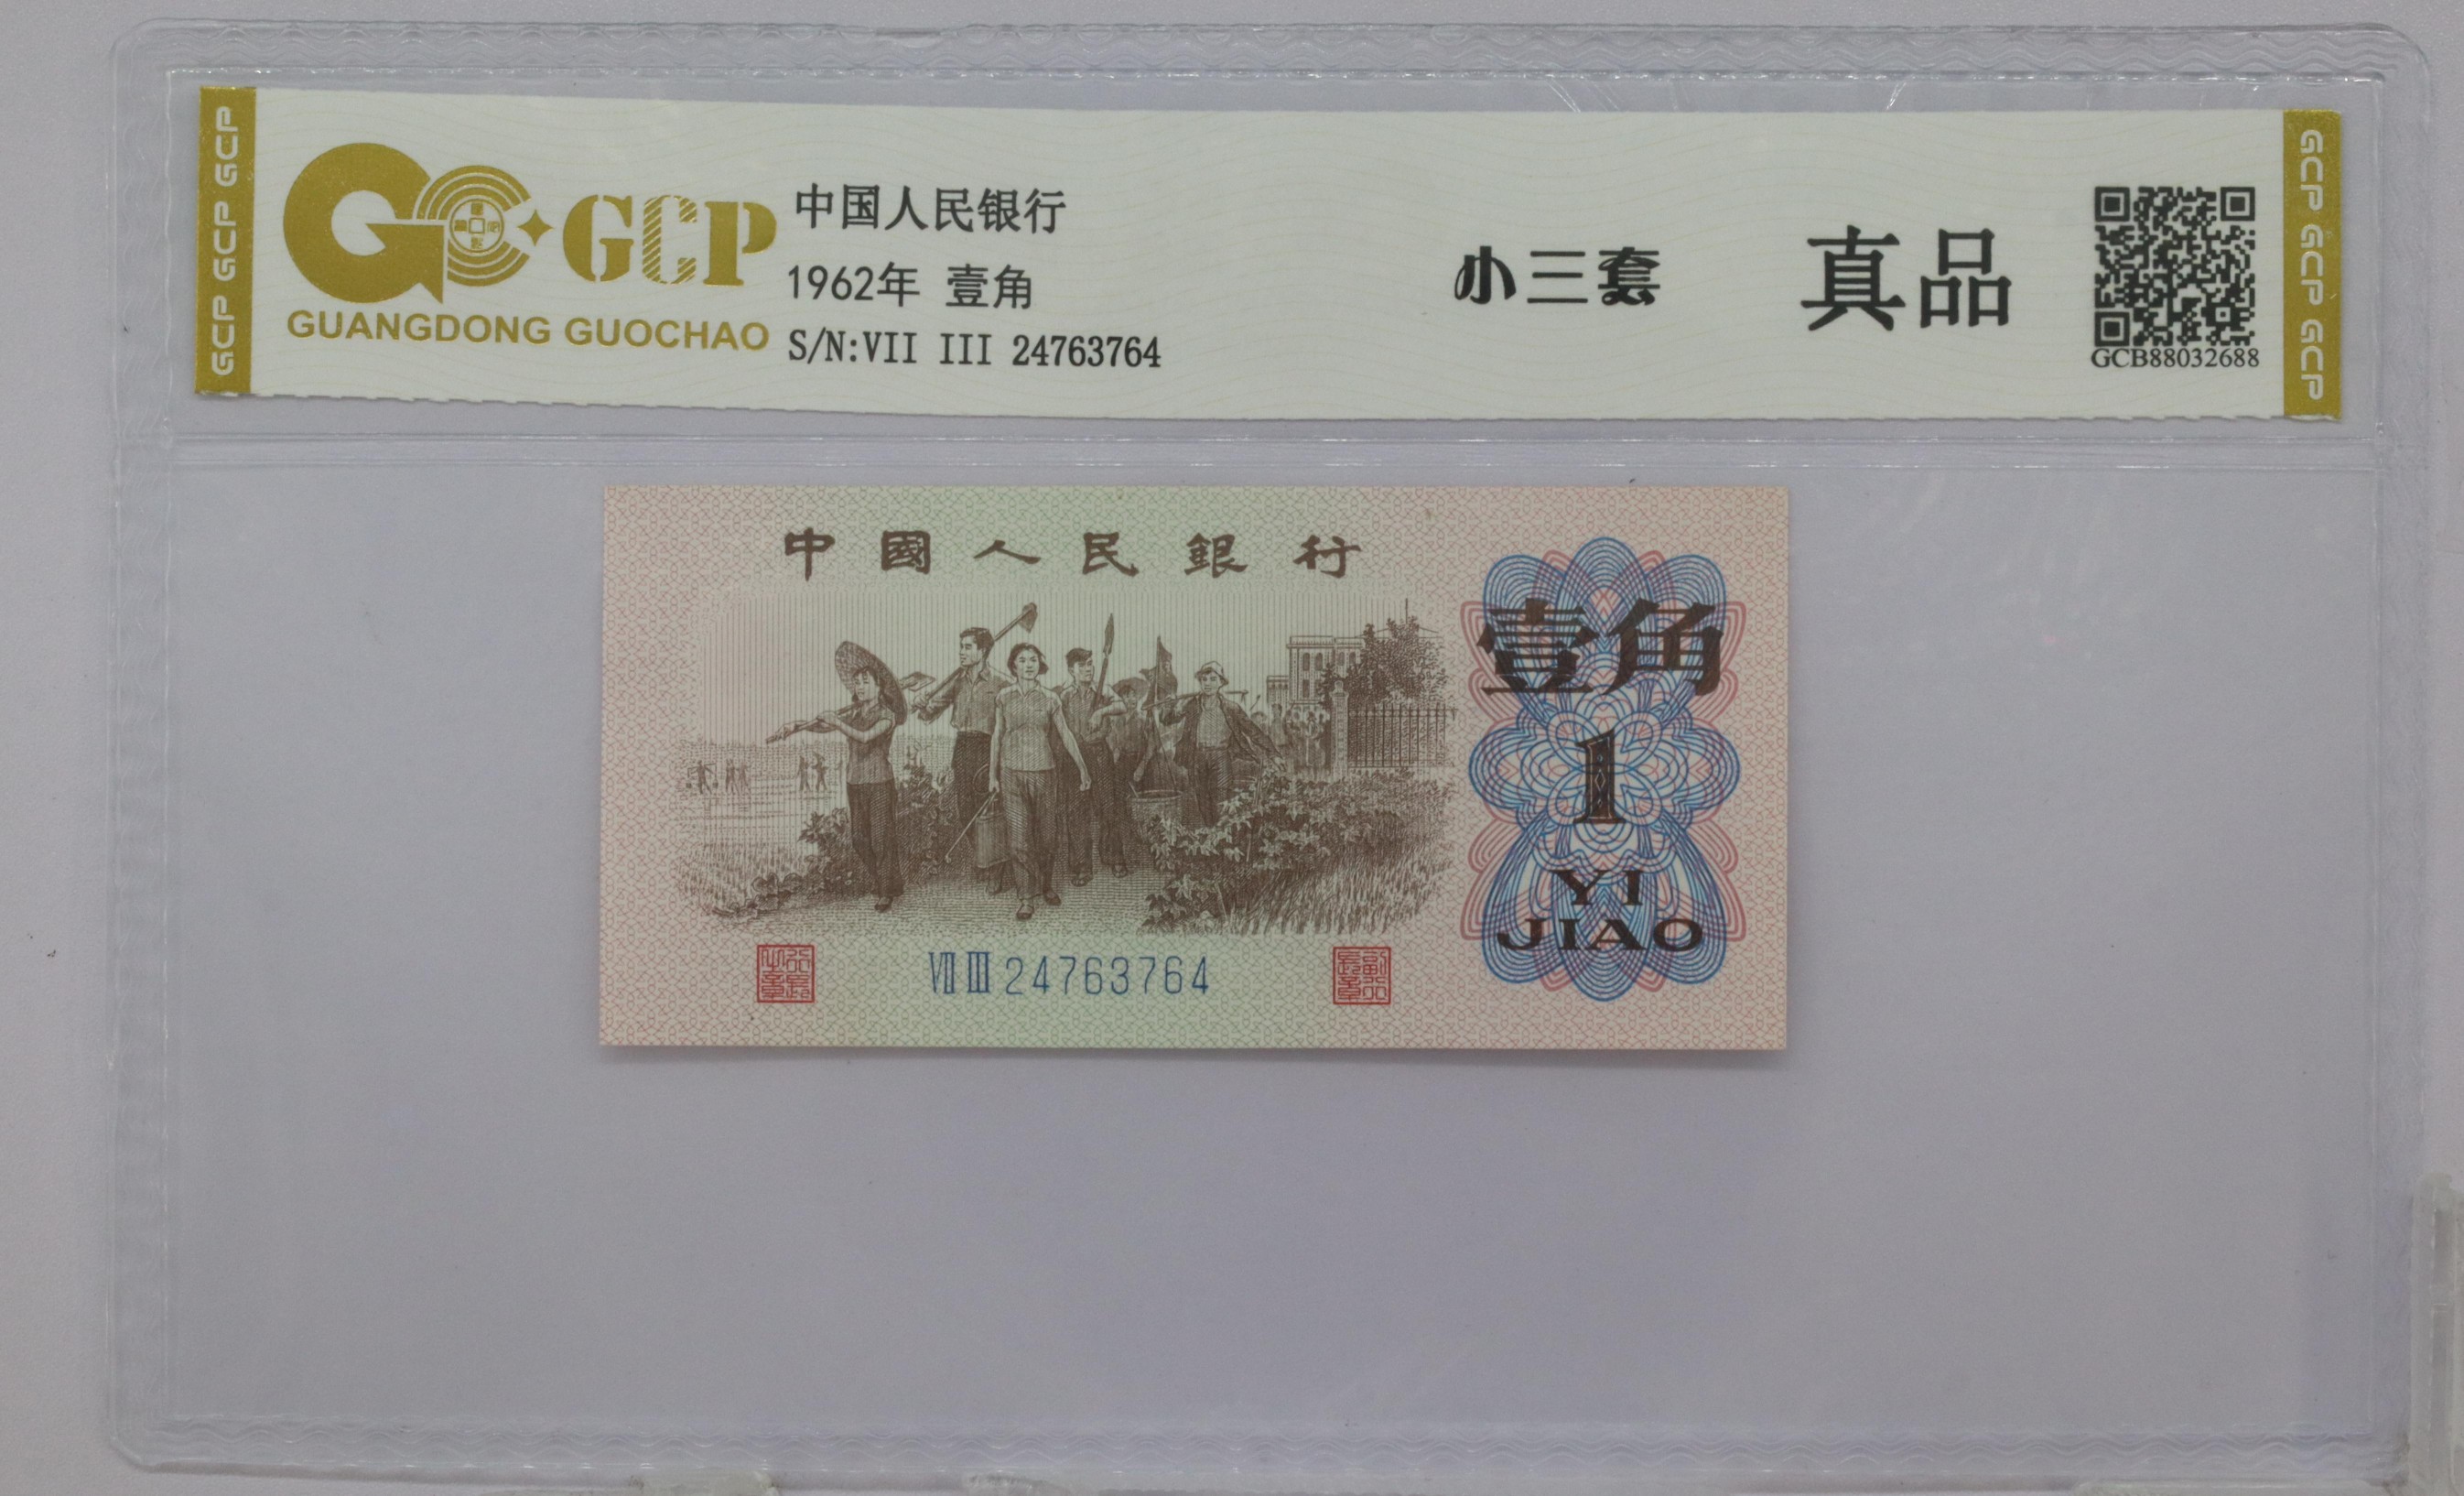 GCP GCP GCP
GCP
GUANGDONG GUOCHAO
中国人民银行
1962年 壹角
S/N:VII III 24763764
小三套
真品
GCB88032688
GCP GCP GCP
中國人民銀行
壹角
1
YI
JIAO
VII III 24763764